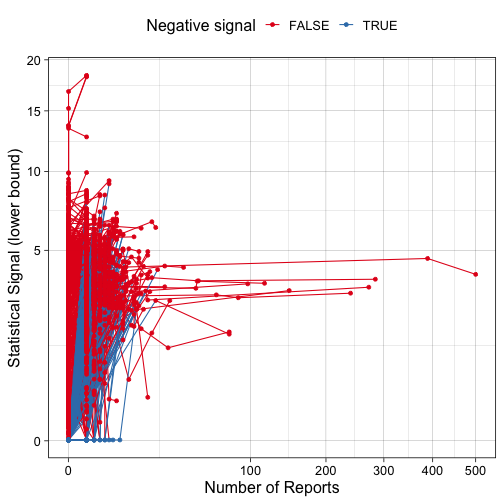 Negative signal FALSE TRUE
20
15
10
5
0
Statistical Signal (lower bound)
0 100 200 300 400 500
Number of Reports